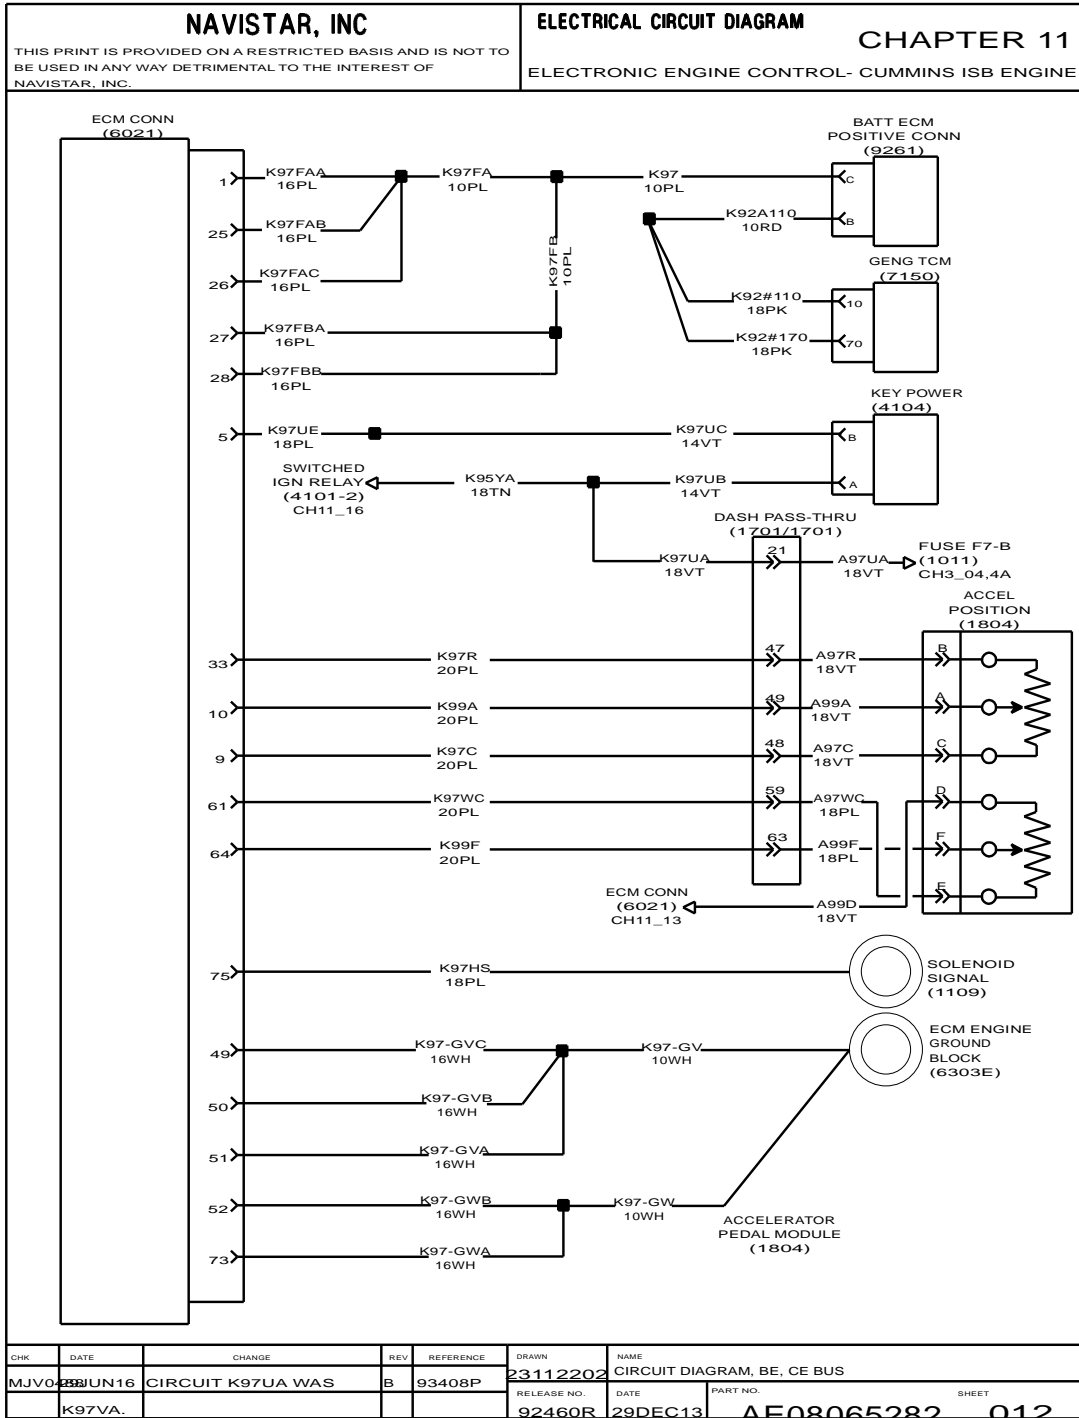 NAVISTAR, INC
THIS PRINT IS PROVIDED ON A RESTRICTED BASIS AND IS NOT TO
BE USED IN ANY WAY DETRIMENTAL TO THE INTEREST OF
NAVISTAR, INC.
ELECTRICAL CIRCUIT DIAGRAM
CHAPTER 11
ELECTRONIC ENGINE CONTROL- CUMMINS ISB ENGINE
ECM CONN
(6021)
BATT ECM
POSITIVE CONN
(9261)
1
K97FAA
16PL
K97FA
10PL
K97
10PL
C
25
K97FAB
16PL
K92A110
10RD
B
K97FB
10PL
GENG TCM
(7150)
26
K97FAC
16PL
K92#110
18PK
10
27
K97FBA
16PL
K92#170
18PK
70
28
K97FBB
16PL
KEY POWER
(4104)
5
K97UE
18PL
K97UC
14VT
B
SWITCHED
IGN RELAY
(4101-2)
CH11_16
K95YA
18TN
K97UB
14VT
A
DASH PASS-THRU
(1701/1701)
K97UA
18VT
21
A97UA
18VT
FUSE F7-B
(1011)
CH3_04,4A
ACCEL
POSITION
(1804)
33
K97R
20PL
47
A97R
18VT
B
10
K99A
20PL
49
A99A
18VT
A
9
K97C
20PL
48
A97C
18VT
C
61
K97WC
20PL
59
A97WC
18PL
D
64
K99F
20PL
63
A99F
18PL
F
ECM CONN
(6021)
CH11_13
A99D
18VT
E
75
K97HS
18PL
SOLENOID
SIGNAL
(1109)
49
K97-GVC
16WH
K97-GV
10WH
ECM ENGINE
GROUND
BLOCK
(6303E)
50
K97-GVB
16WH
51
K97-GVA
16WH
52
K97-GWB
16WH
K97-GW
10WH
ACCELERATOR
PEDAL MODULE
(1804)
73
K97-GWA
16WH
CHK DATE CHANGE REV REFERENCE DRAWN NAME
28JUN16 CIRCUIT K97UA WAS B 93408P 23112202 CIRCUIT DIAGRAM, BE, CE BUS
K97VA.
RELEASE NO. DATE PART NO. SHEET
92460R 29DEC13 AE08065282 012